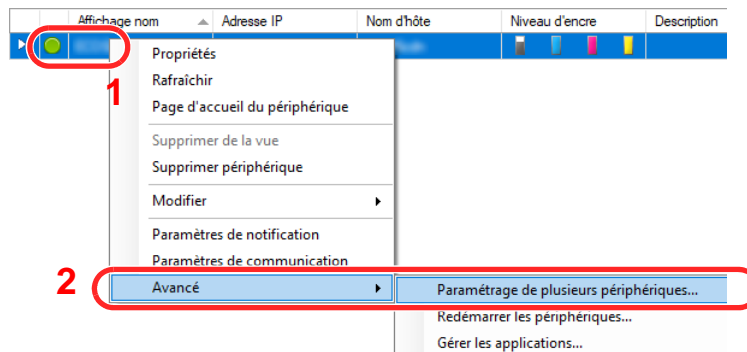 Affichage nom Adresse IP Nom d'hôte Niveau d'encre Description
1
Propriétés
Rafraîchir
Page d'accueil du périphérique
Supprimer de la vue
Supprimer périphérique
Modifier
Paramètres de notification
Paramètres de communication
2
Avancé Paramétrage de plusieurs périphériques...
Redémarrer les périphériques...
Gérer les applications...